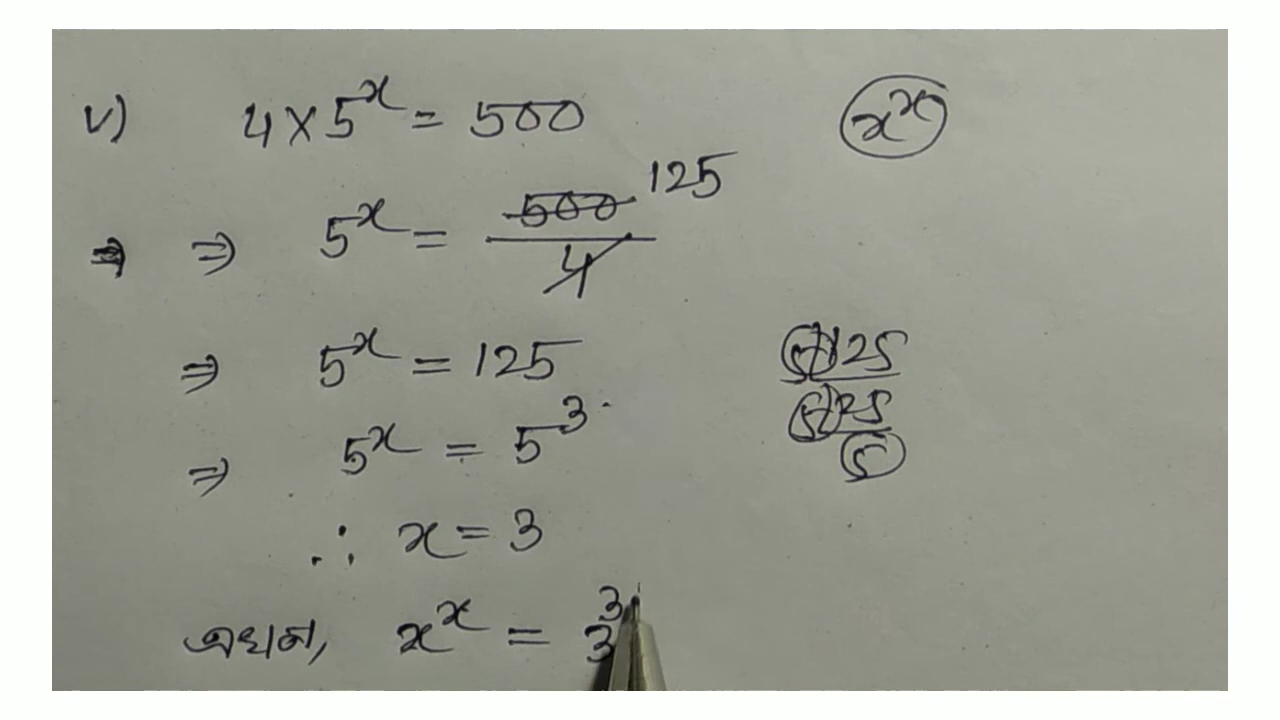 v) 4 × 5^x = 500
x^x
⇒ 5^x = 500/4 125
⇒ 5^x = 125
5)125
5)25
5
⇒ 5^x = 5^3
∴ x = 3
এখন, x^x = 3^3